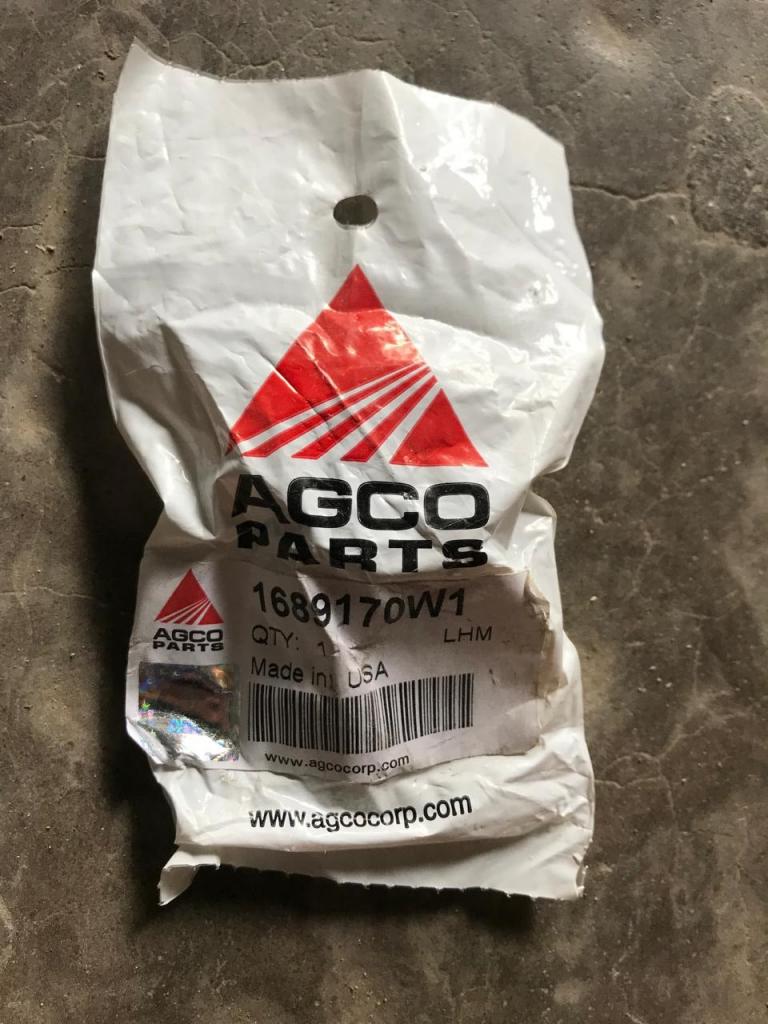 AGCO
PARTS
1689170W1
AGCO
PARTS
QTY: 1
LHM
Made in: USA
www.agcocorp.com
www.agcocorp.com